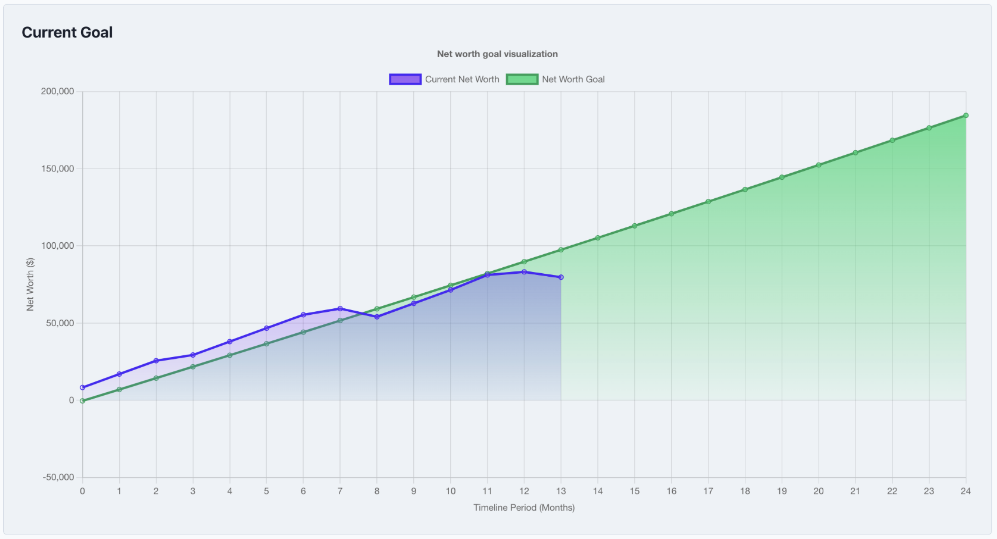 Current Goal
Net worth goal visualization
Current Net Worth Net Worth Goal
200,000
150,000
100,000
50,000
0
-50,000
Net Worth ($)
0 1 2 3 4 5 6 7 8 9 10 11 12 13 14 15 16 17 18 19 20 21 22 23 24
Timeline Period (Months)